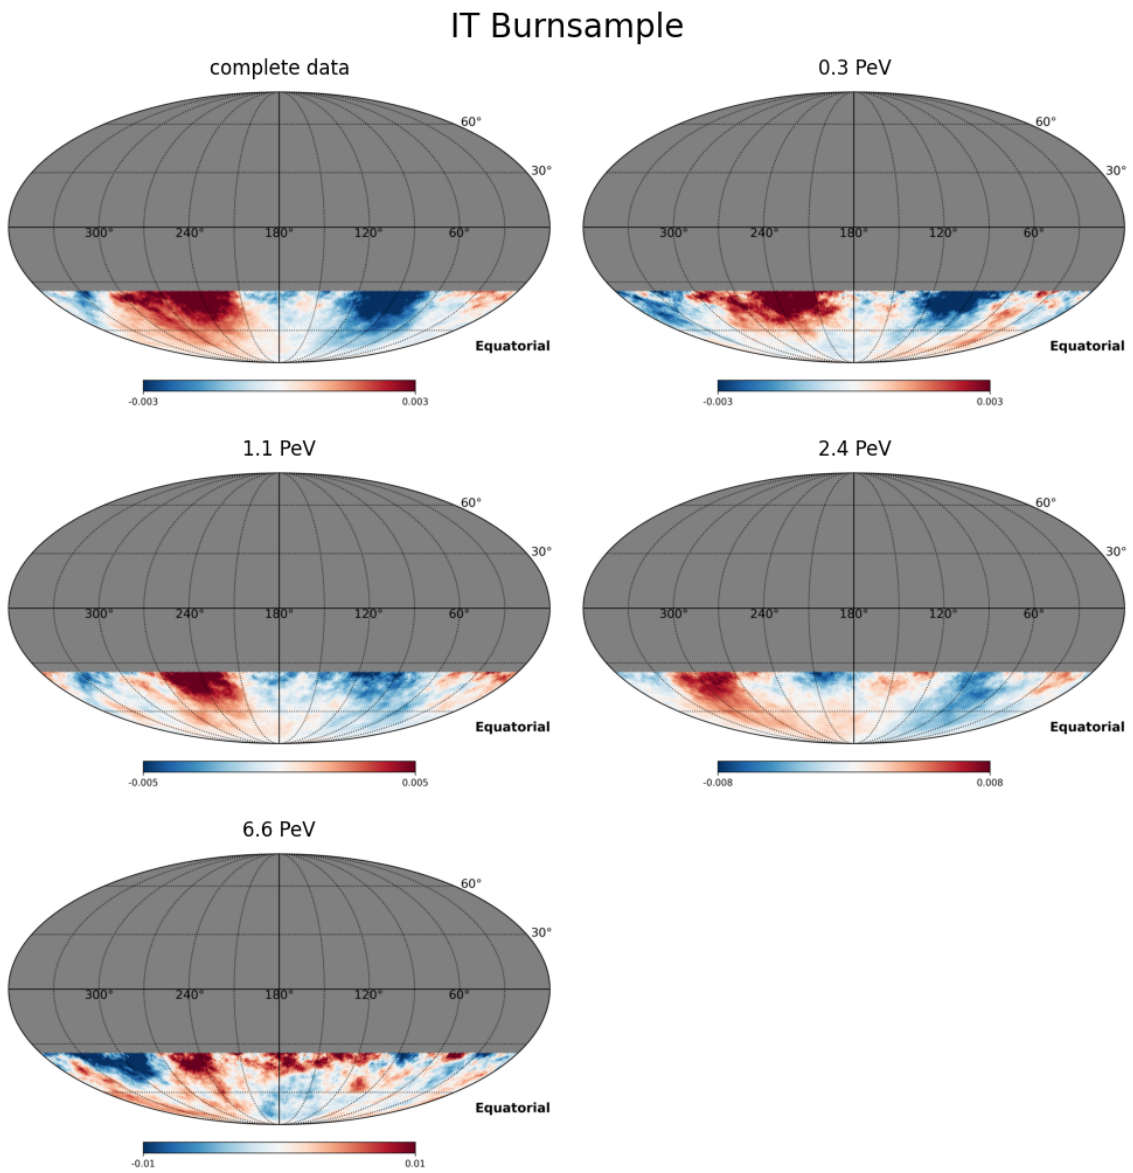 IT Burnsample
complete data
60°
30°
300° 240° 180° 120° 60°
Equatorial
-0.003 0.003
0.3 PeV
60°
30°
300° 240° 180° 120° 60°
Equatorial
-0.003 0.003
1.1 PeV
60°
30°
300° 240° 180° 120° 60°
Equatorial
-0.005 0.005
2.4 PeV
60°
30°
300° 240° 180° 120° 60°
Equatorial
-0.008 0.008
6.6 PeV
60°
30°
300° 240° 180° 120° 60°
Equatorial
-0.01 0.01